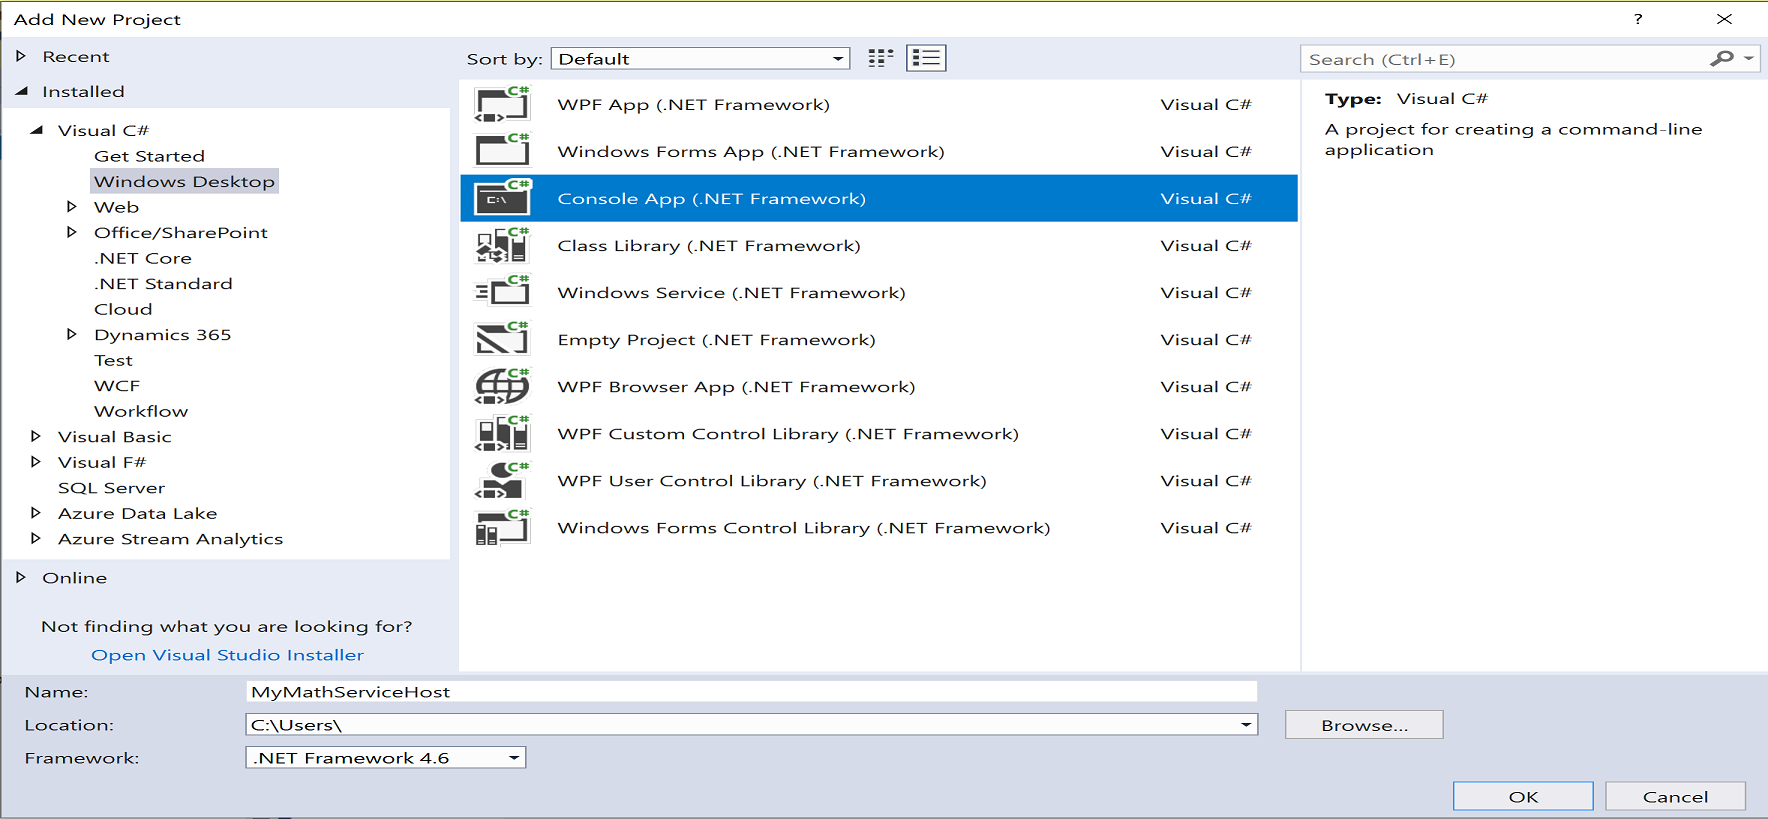 Add New Project
?
Recent
Installed
Visual C#
Get Started
Windows Desktop
Web
Office/SharePoint
.NET Core
.NET Standard
Cloud
Dynamics 365
Test
WCF
Workflow
Visual Basic
Visual F#
SQL Server
Azure Data Lake
Azure Stream Analytics
Online
Not finding what you are looking for?
Open Visual Studio Installer
Sort by: Default
C# WPF App (.NET Framework) Visual C#
C# Windows Forms App (.NET Framework) Visual C#
C# C:\ Console App (.NET Framework) Visual C#
C# Class Library (.NET Framework) Visual C#
C# Windows Service (.NET Framework) Visual C#
C# Empty Project (.NET Framework) Visual C#
C# WPF Browser App (.NET Framework) Visual C#
C# WPF Custom Control Library (.NET Framework) Visual C#
C# WPF User Control Library (.NET Framework) Visual C#
C# Windows Forms Control Library (.NET Framework) Visual C#
Search (Ctrl+E)
Type: Visual C#
A project for creating a command-line
application
Name: MyMathServiceHost
Location: C:\Users\ Browse...
Framework: .NET Framework 4.6
OK Cancel